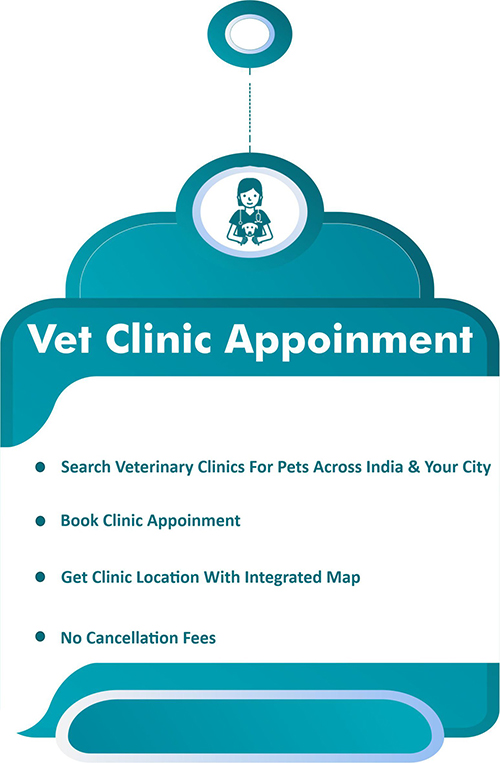 Vet Clinic Appoinment
Search Veterinary Clinics For Pets Across India & Your City
Book Clinic Appoinment
Get Clinic Location With Integrated Map
No Cancellation Fees